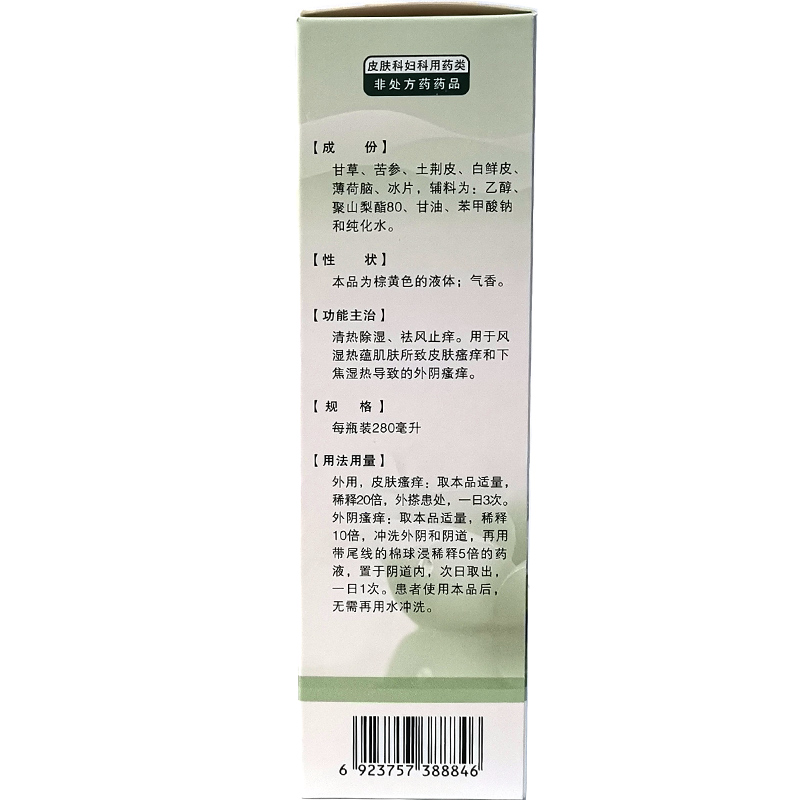 皮肤科妇科用药类
非处方药药品
【成 份】
甘草、苦参、土荆皮、白鲜皮、
薄荷脑、冰片，辅料为：乙醇、
聚山梨酯80、甘油、苯甲酸钠
和纯化水。
【性 状】
本品为棕黄色的液体；气香。
【功能主治】
清热除湿、祛风止痒。用于风
湿热蕴肌肤所致皮肤瘙痒和下
焦湿热导致的外阴瘙痒。
【规 格】
每瓶装280毫升
【用法用量】
外用，皮肤瘙痒：取本品适量，
稀释20倍，外搽患处，一日3次。
外阴瘙痒：取本品适量，稀释
10倍，冲洗外阴和阴道，再用
带尾线的棉球浸稀释5倍的药
液，置于阴道内，次日取出，
一日1次。患者使用本品后，
无需再用水冲洗。
6 923757 388846